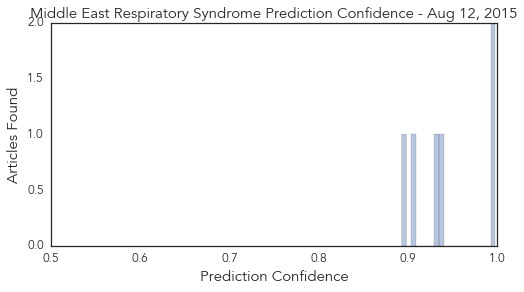 Middle East Respiratory Syndrome Prediction Confidence - Aug 12, 2015
2.0
1.5
1.0
0.5
0.0
Articles Found
0.5 0.6 0.7 0.8 0.9 1.0
Prediction Confidence